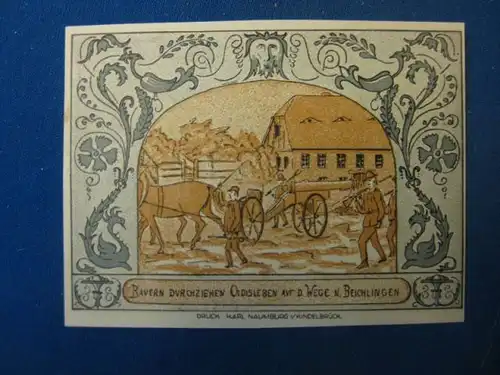 BAUERN DURCHZIEHEN OLDISLEBEN AUF D. WEGE N. BEICHLINGEN
DRUCK KARL NAUMBURG I/KINDELBRÜCK